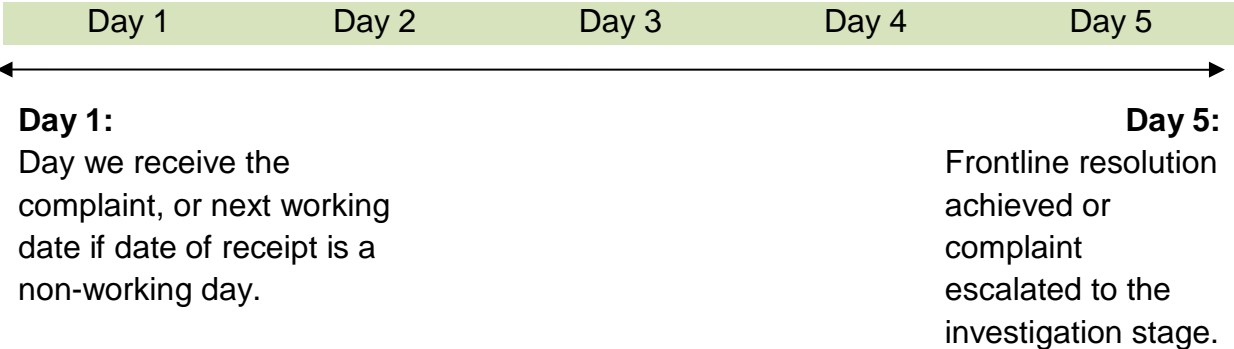 Day 1 Day 2 Day 3 Day 4 Day 5
Day 1:
Day we receive the
complaint, or next working
date if date of receipt is a
non-working day.
Day 5:
Frontline resolution
achieved or
complaint
escalated to the
investigation stage.